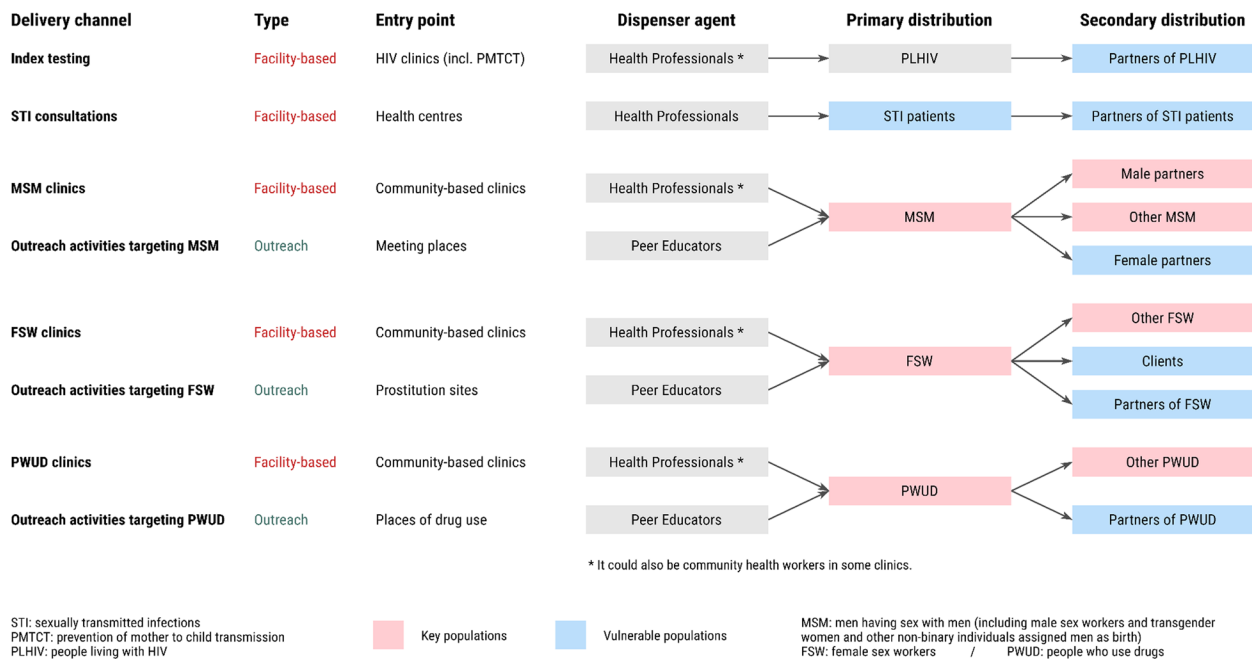 Delivery channel Type Entry point Dispenser agent Primary distribution Secondary distribution
Index testing Facility-based HIV clinics (incl. PMTCT) Health Professionals * PLHIV Partners of PLHIV
STI consultations Facility-based Health centres Health Professionals STI patients Partners of STI patients
Male partners
MSM clinics Facility-based Community-based clinics Health Professionals *
MSM Other MSM
Outreach activities targeting MSM Outreach Meeting places Peer Educators
Female partners
Other FSW
FSW clinics Facility-based Community-based clinics Health Professionals *
FSW Clients
Outreach activities targeting FSW Outreach Prostitution sites Peer Educators
Partners of FSW
PWUD clinics Facility-based Community-based clinics Health Professionals * Other PWUD
PWUD
Outreach activities targeting PWUD Outreach Places of drug use Peer Educators Partners of PWUD
* It could also be community health workers in some clinics.
STI: sexually transmitted infections
PMTCT: prevention of mother to child transmission
PLHIV: people living with HIV
Key populations
Vulnerable populations
MSM: men having sex with men (including male sex workers and transgender
women and other non-binary individuals assigned men as birth)
FSW: female sex workers / PWUD: people who use drugs